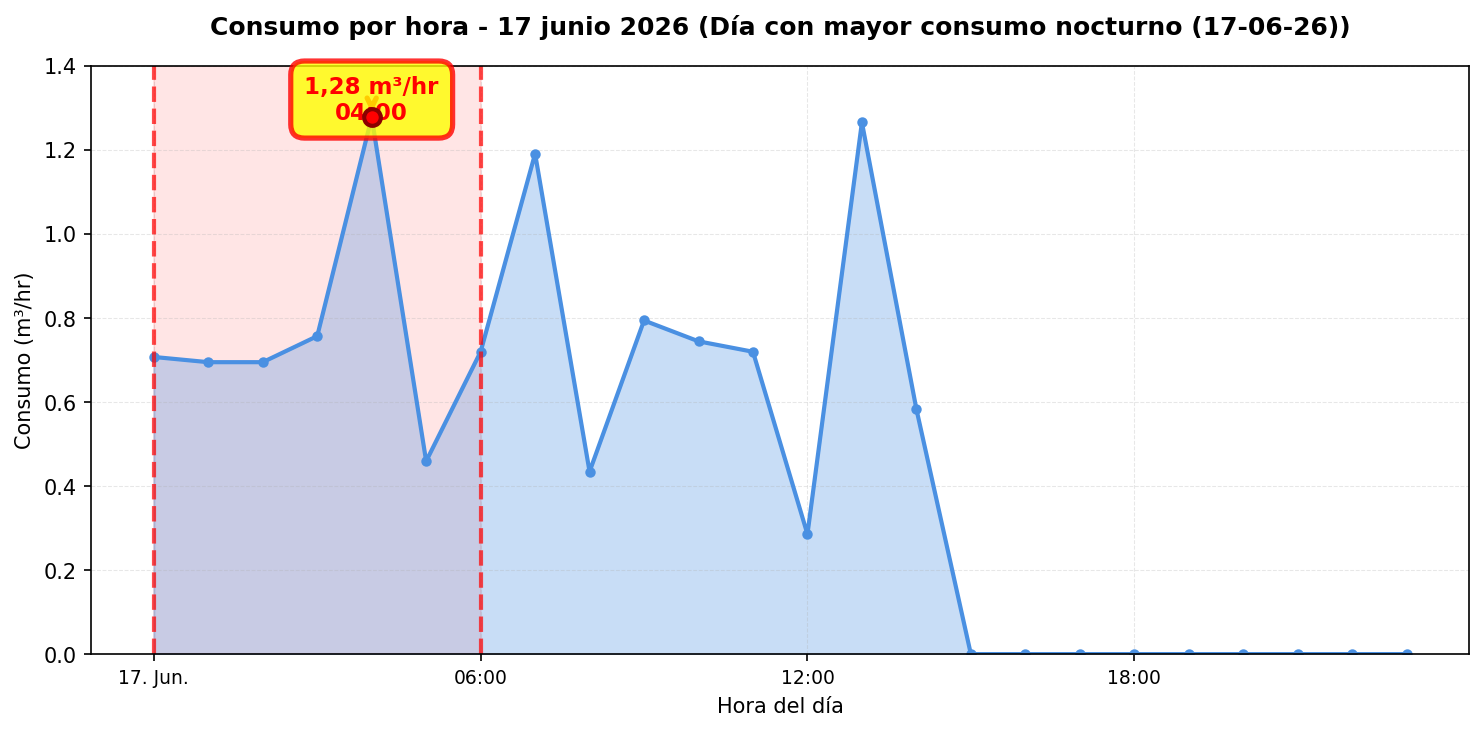 Consumo por hora - 17 junio 2026 (Día con mayor consumo nocturno (17-06-26))
1,28 m³/hr
04:00
1.4
1.2
1.0
0.8
0.6
0.4
0.2
0.0
Consumo (m³/hr)
17. Jun.
06:00
12:00
18:00
Hora del día